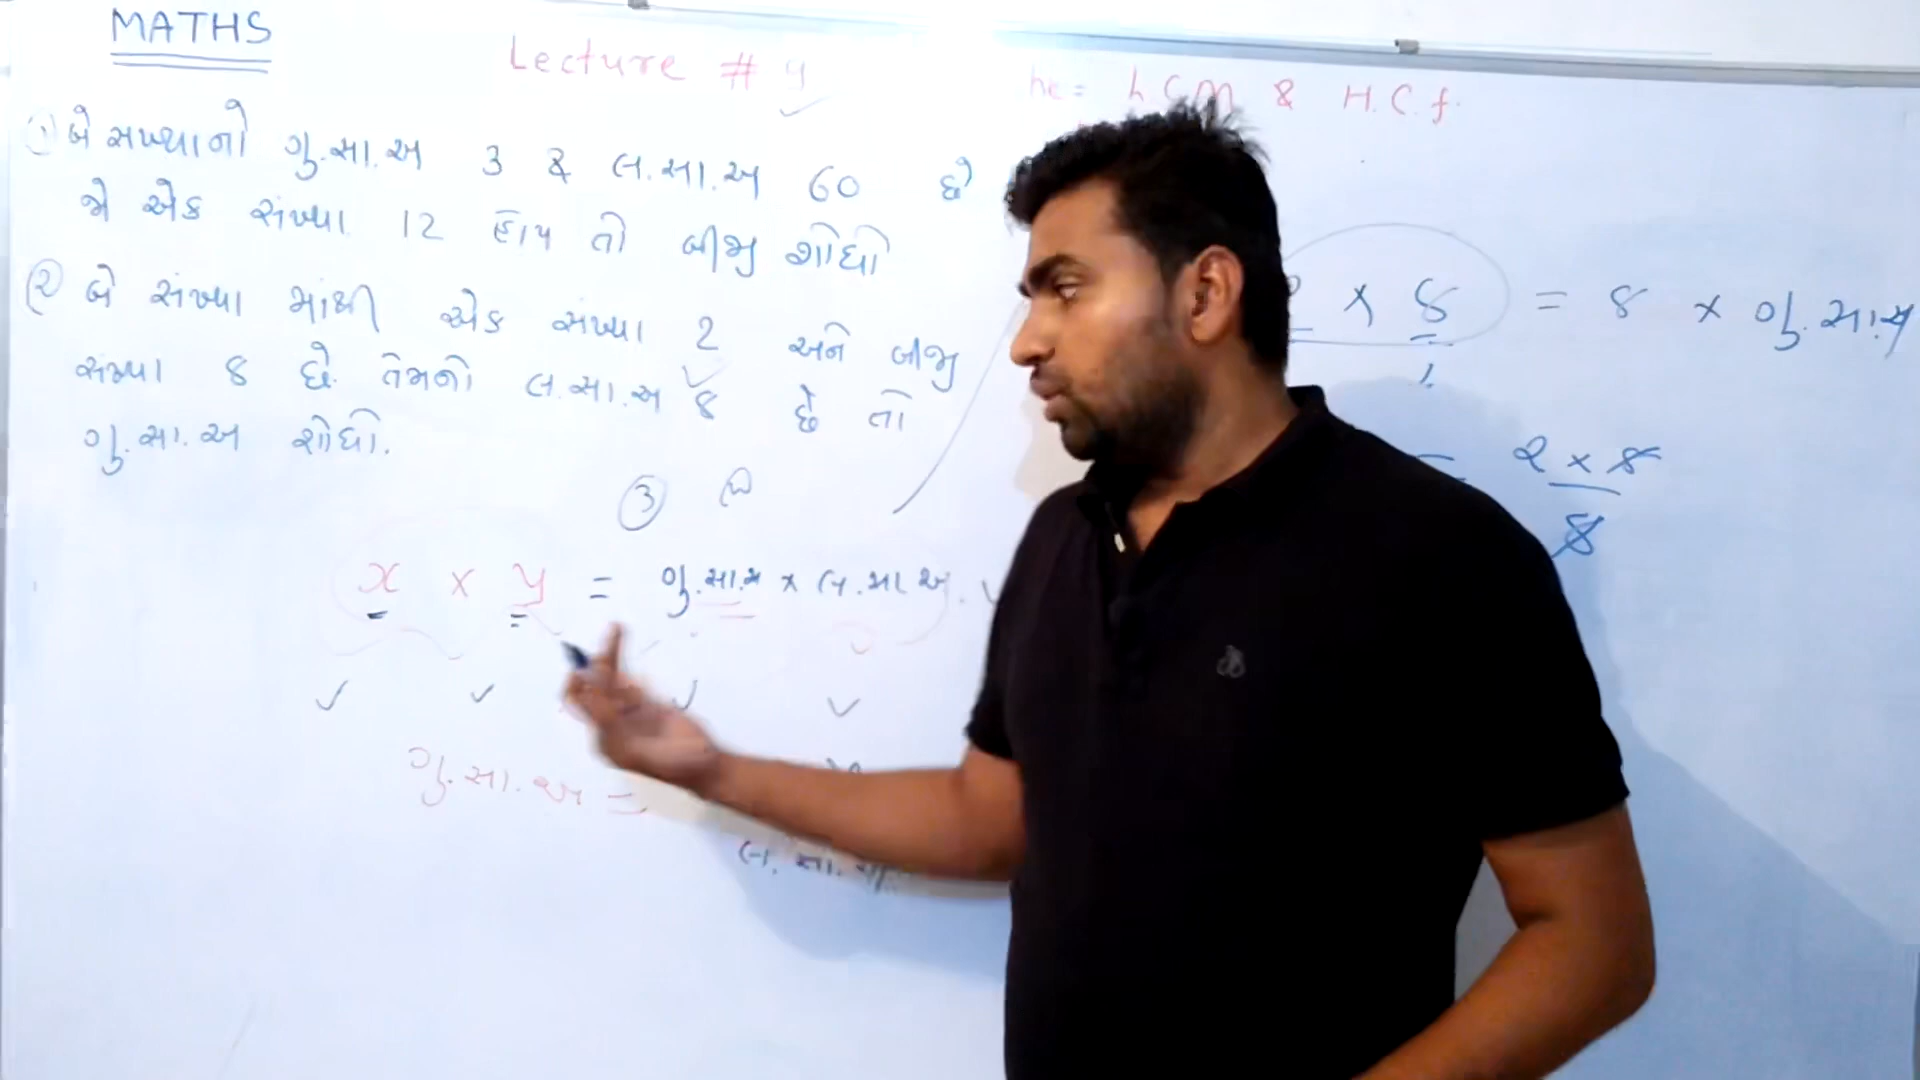 MATHS
Lecture # 4
L.C.M & H.C.f.
① બે સંખ્યાનો ગુ.સા.અ 3 & લ.સા.અ 60 છે
જો એક સંખ્યા 12 હોય તો બીજી શોધો
② બે સંખ્યા માંથી એક સંખ્યા 2 અને બીજી
સંખ્યા 8 છે. તેમનો લ.સા.અ 8 છે તો
ગુ.સા.અ શોધો.
③
x × y = ગુ.સા.અ × લ.સા.અ.
ગુ.સા.અ =
લ.સા.અ.
× 8 = 8 × ગુ.સા.અ
= 2 × 8
8